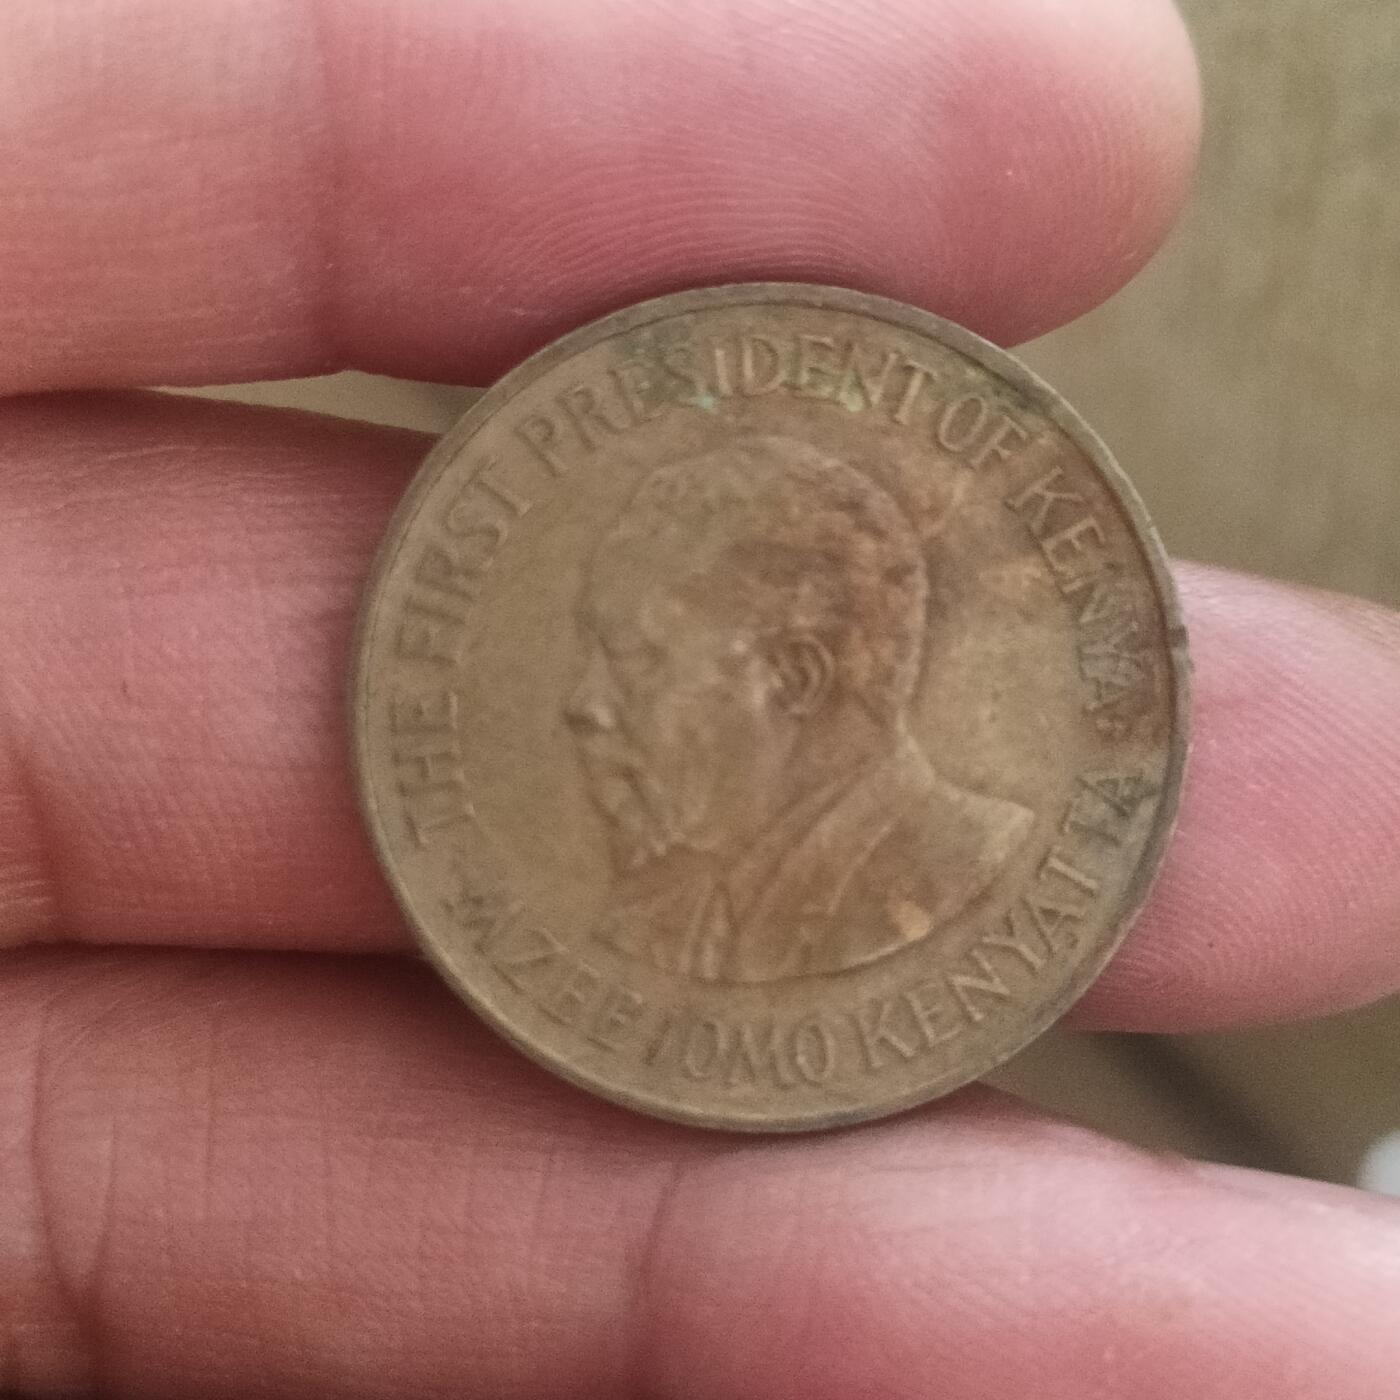 THE FIRST PRESIDENT OF KENYA
MZEE JOMO KENYATTA